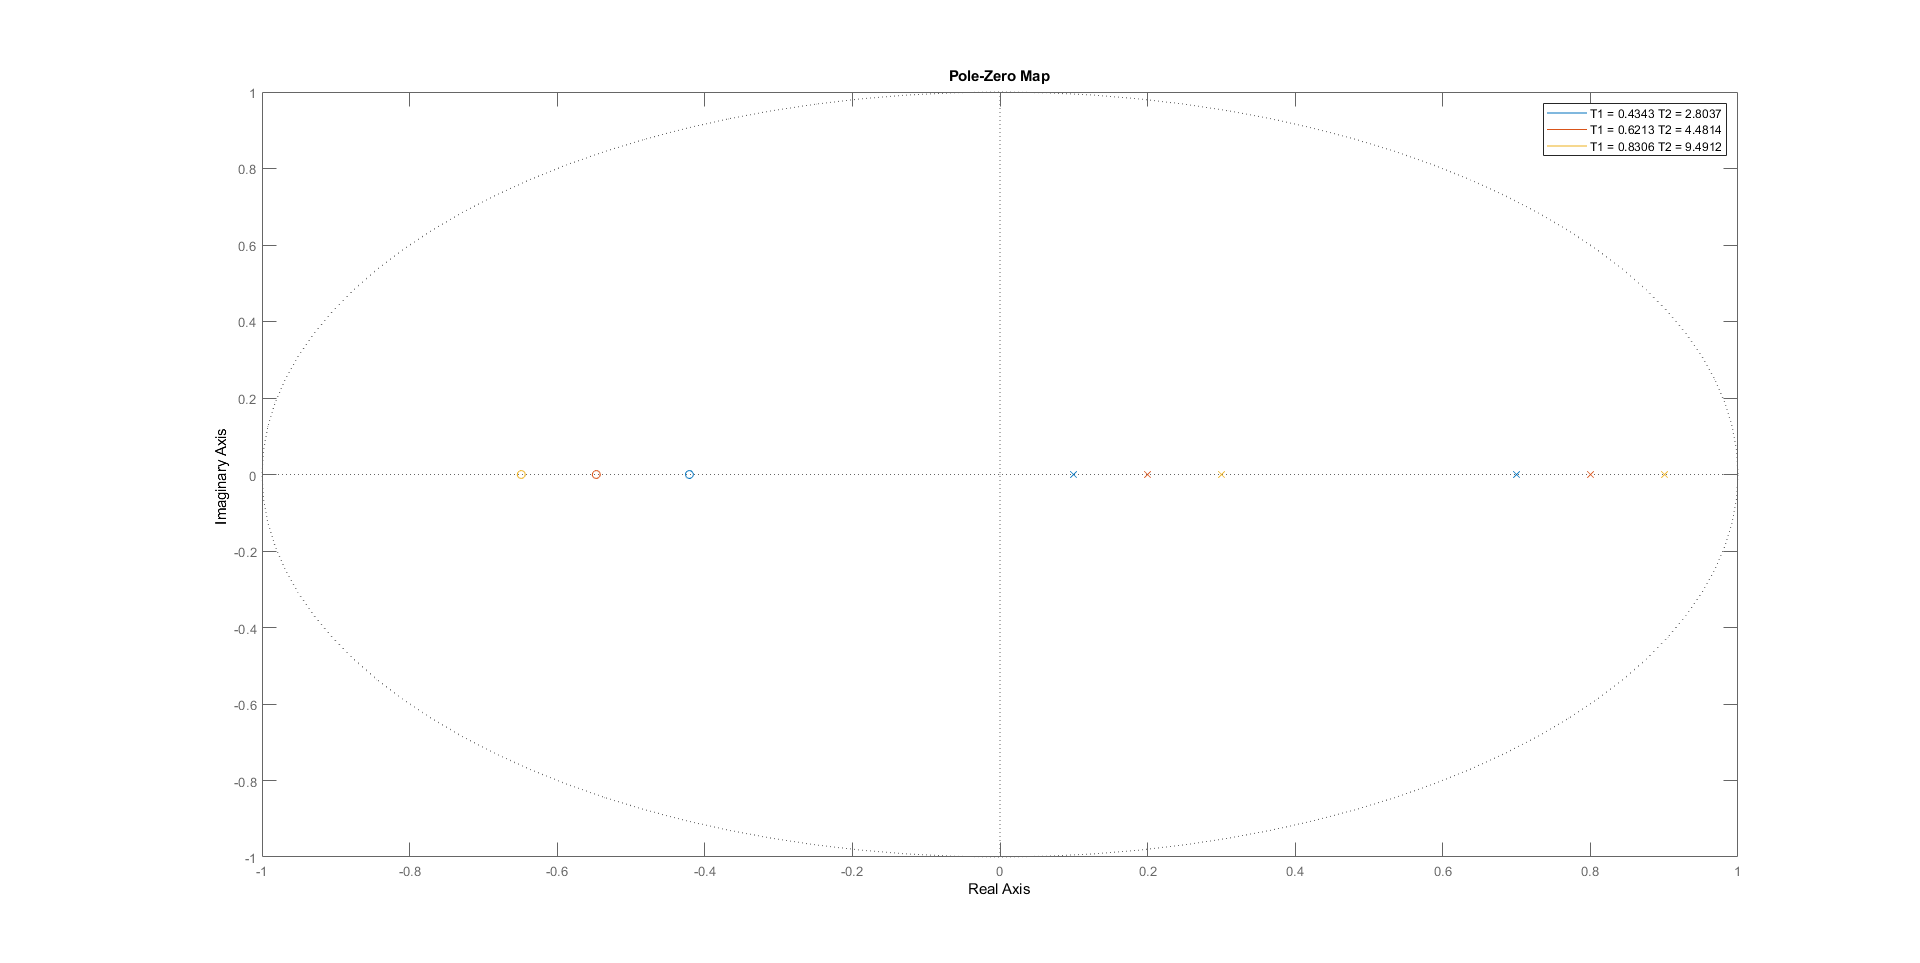 Pole-Zero Map
T1 = 0.4343 T2 = 2.8037
T1 = 0.6213 T2 = 4.4814
T1 = 0.8306 T2 = 9.4912
Imaginary Axis
1
0.8
0.6
0.4
0.2
0
-0.2
-0.4
-0.6
-0.8
-1
-1 -0.8 -0.6 -0.4 -0.2 0 0.2 0.4 0.6 0.8 1
Real Axis